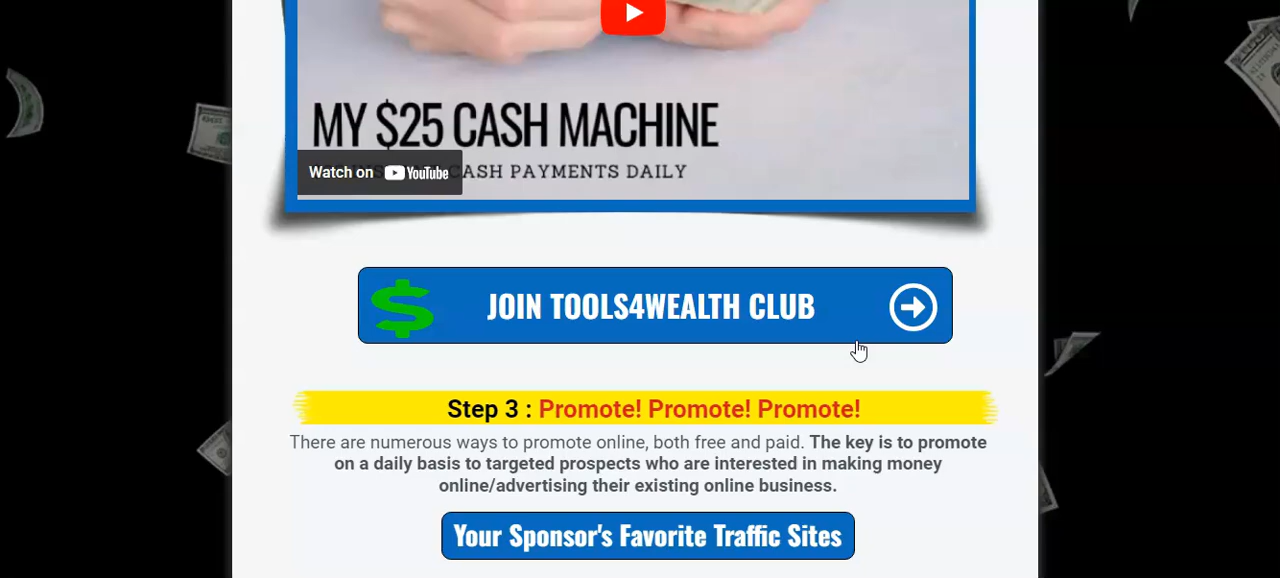 MY $25 CASH MACHINE
Watch on YouTube
CASH PAYMENTS DAILY
$ JOIN TOOLS4WEALTH CLUB
Step 3 : Promote! Promote! Promote!
There are numerous ways to promote online, both free and paid. The key is to promote
on a daily basis to targeted prospects who are interested in making money
online/advertising their existing online business.
Your Sponsor's Favorite Traffic Sites